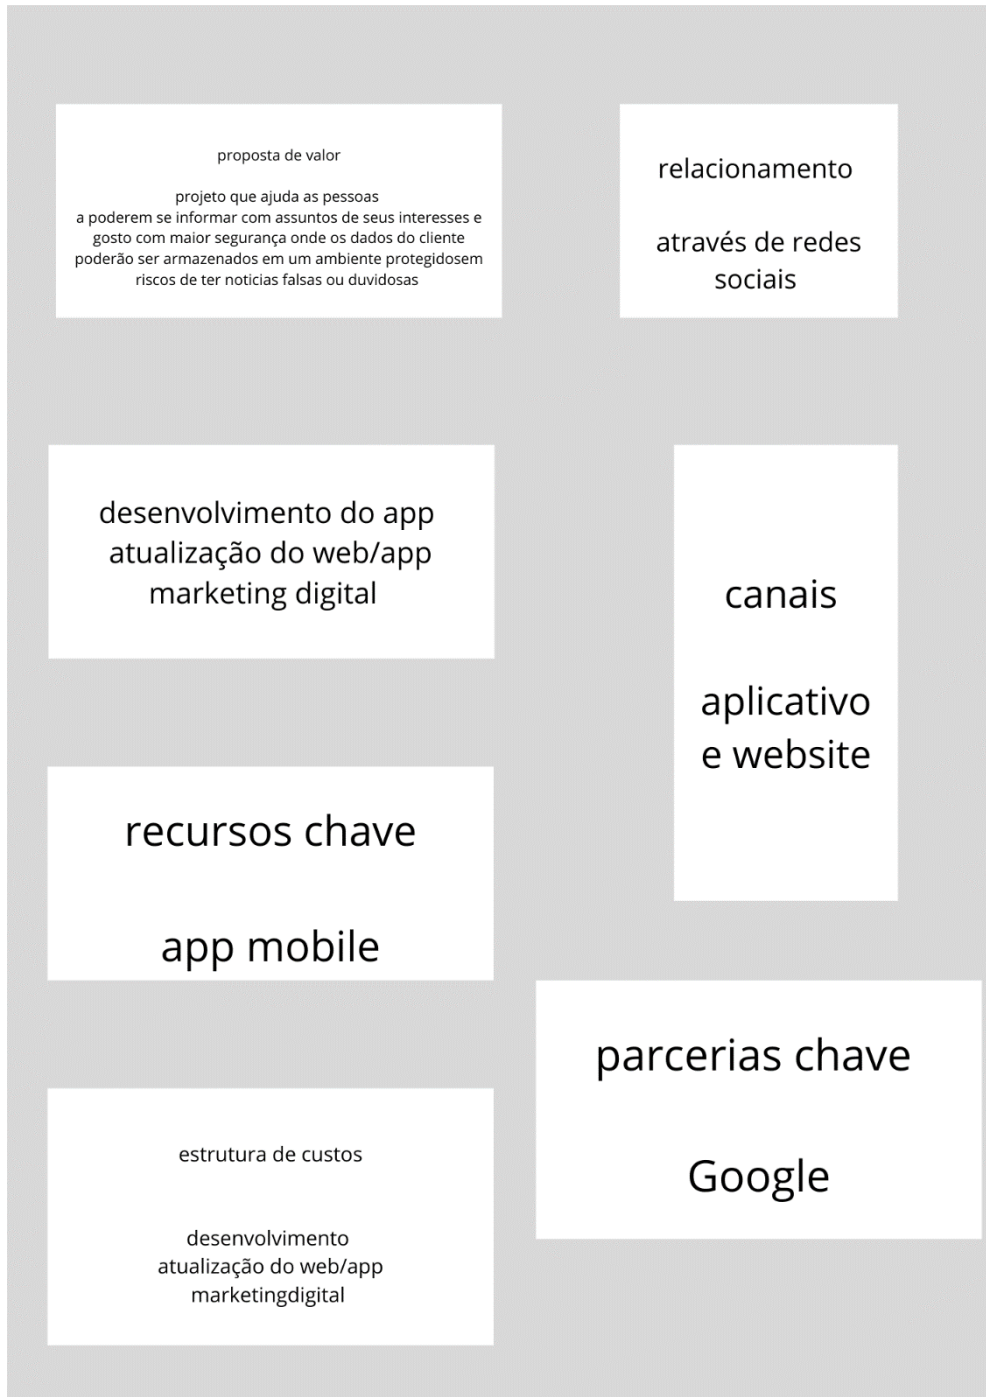 proposta de valor
projeto que ajuda as pessoas
a poderem se informar com assuntos de seus interesses e
gosto com maior segurança onde os dados do cliente
poderão ser armazenados em um ambiente protegidosem
riscos de ter noticias falsas ou duvidosas
relacionamento
através de redes
sociais
desenvolvimento do app
atualização do web/app
marketing digital
canais
aplicativo
e website
recursos chave
app mobile
parcerias chave
Google
estrutura de custos
desenvolvimento
atualização do web/app
marketingdigital